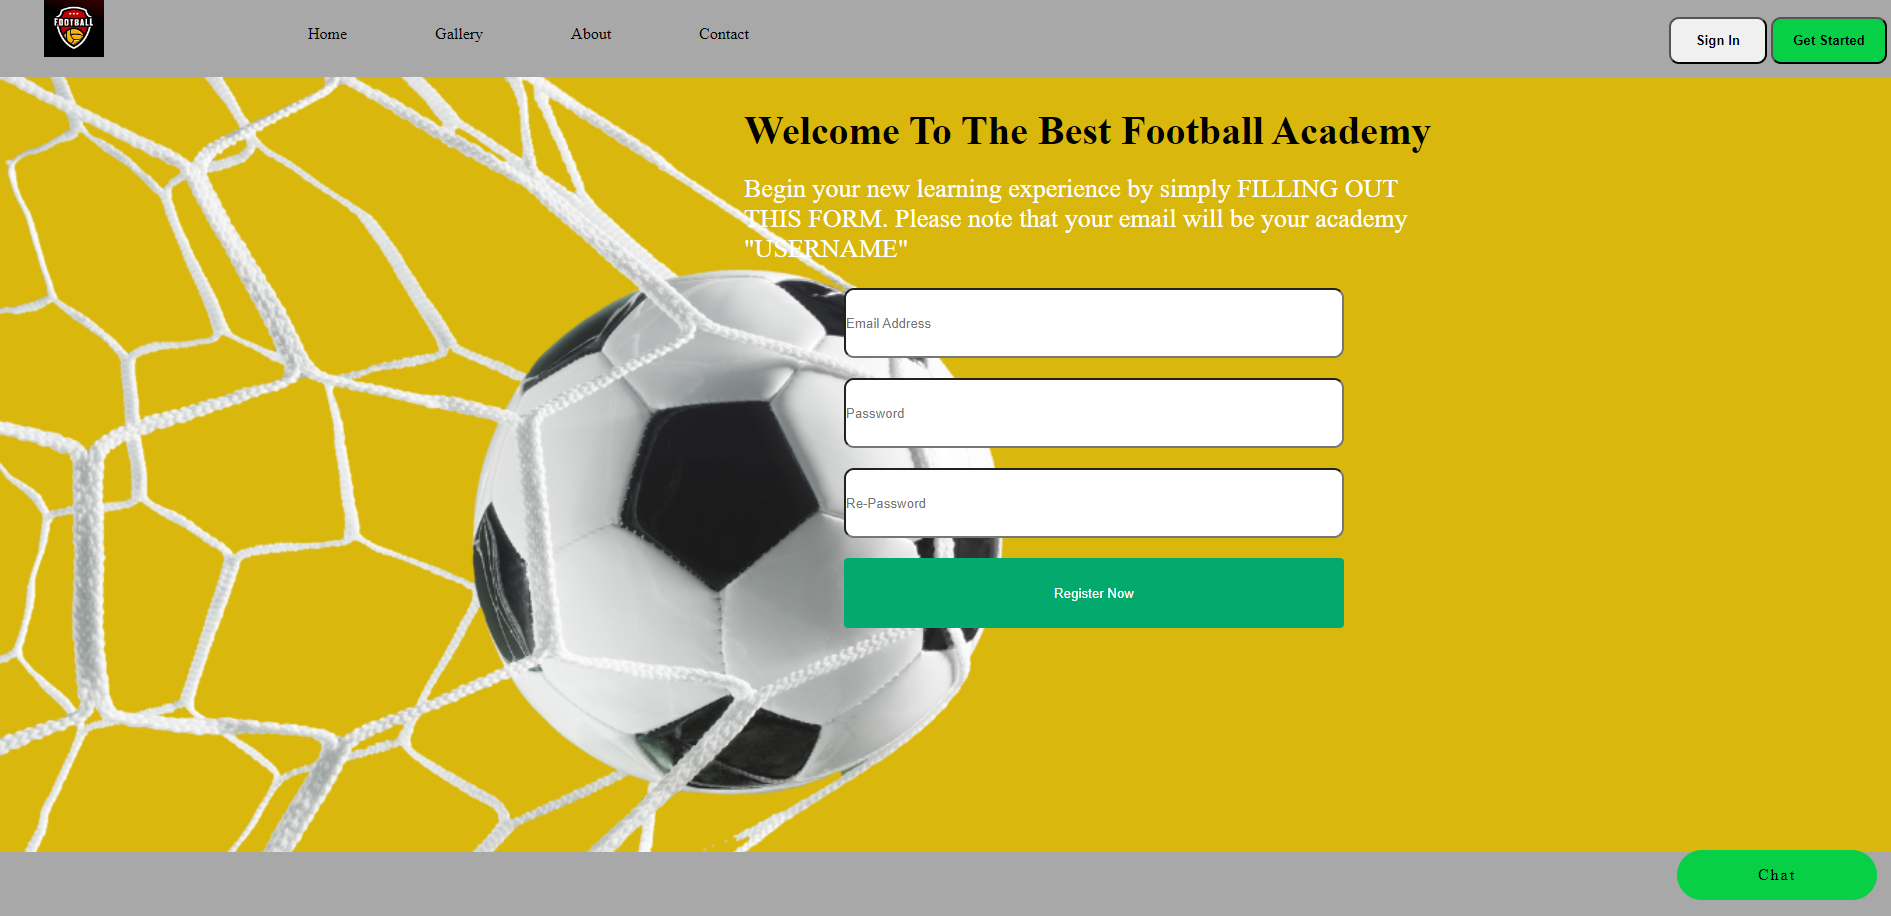 FOOTBALL
Home
Gallery
About
Contact
Sign In
Get Started
Welcome To The Best Football Academy
Begin your new learning experience by simply FILLING OUT
THIS FORM. Please note that your email will be your academy
"USERNAME"
Email Address
Password
Re-Password
Register Now
Chat